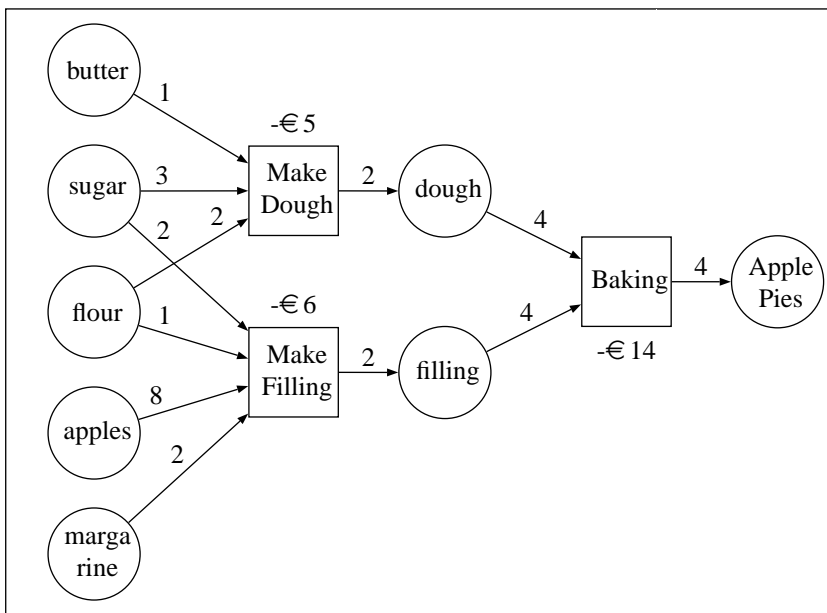 butter
1
-€ 5
sugar
3
Make
Dough
2
dough
2
2
4
flour
1
-€ 6
Baking
4
Apple
Pies
Make
Filling
2
filling
4
-€ 14
apples
8
2
marga
rine